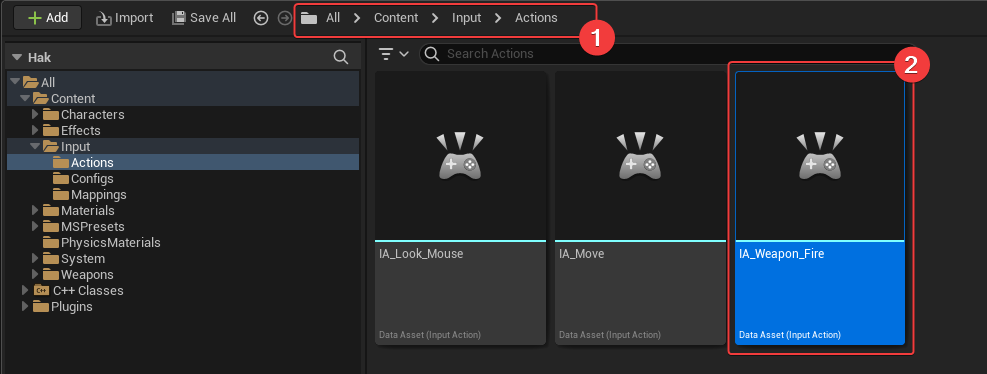 Add Import Save All All Content Input Actions
1
Hak
Search Actions
2
All
Content
Characters
Effects
Input
Actions
Configs
Mappings
Materials
MSPresets
PhysicsMaterials
System
Weapons
C++ Classes
Plugins
IA_Look_Mouse
Data Asset (Input Action)
IA_Move
Data Asset (Input Action)
IA_Weapon_Fire
Data Asset (Input Action)